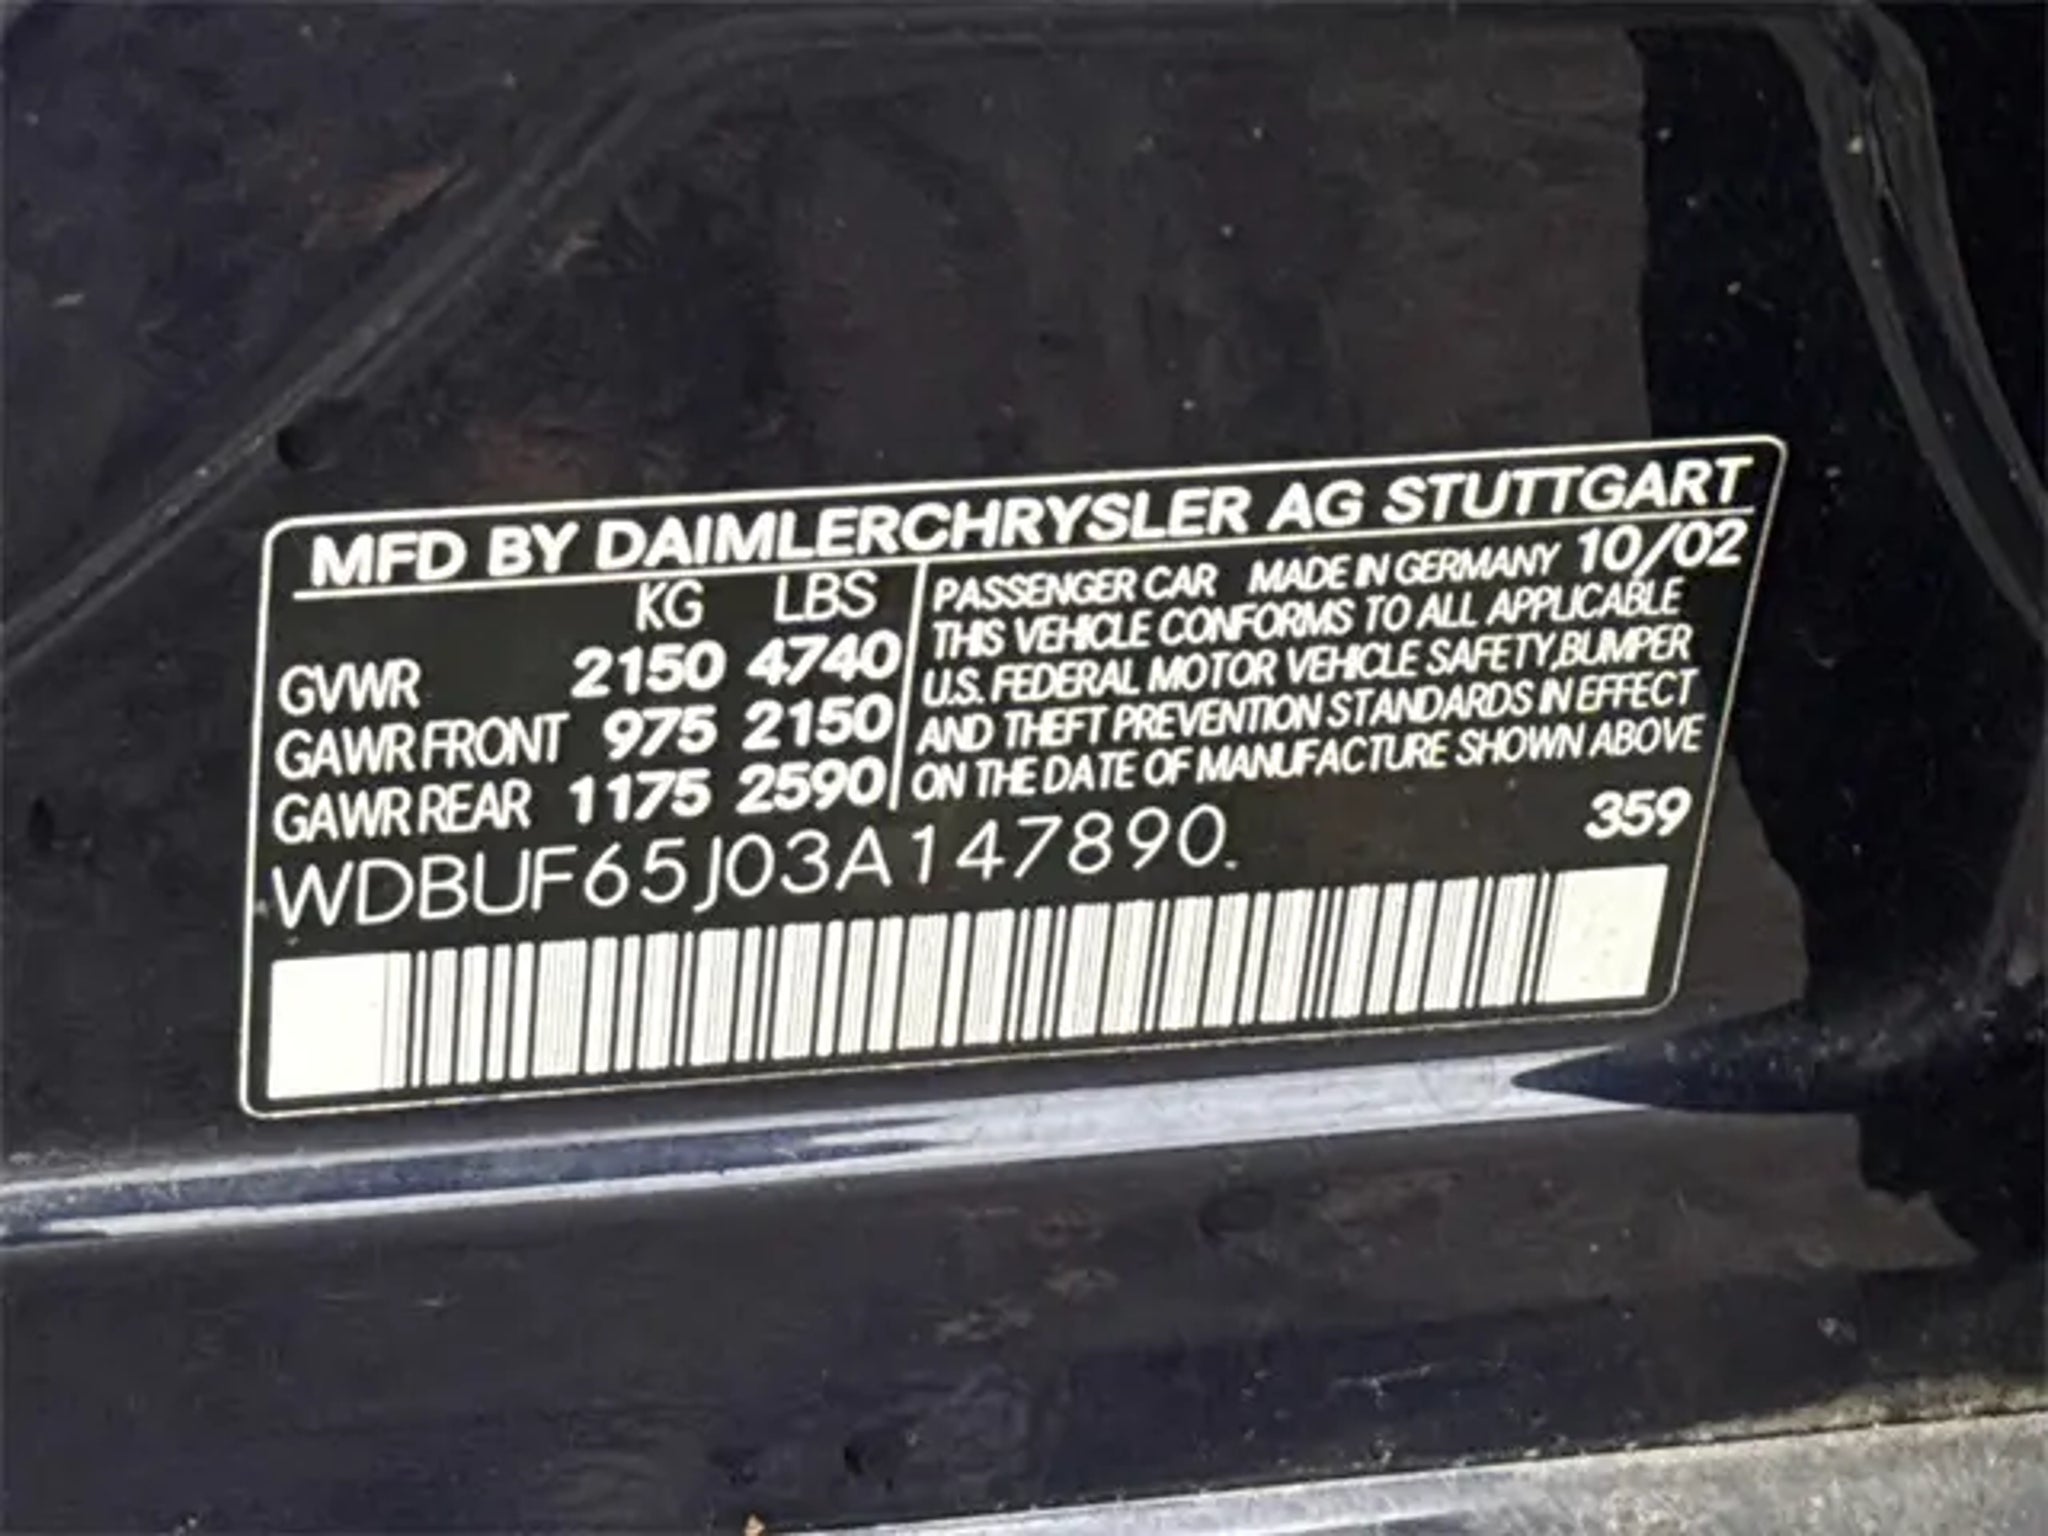 MFD BY DAIMLERCHRYSLER AG STUTTGART
KG LBS
GVWR 2150 4740
GAWR FRONT 975 2150
GAWR REAR 1175 2590
PASSENGER CAR MADE IN GERMANY 10/02
THIS VEHICLE CONFORMS TO ALL APPLICABLE
U.S. FEDERAL MOTOR VEHICLE SAFETY,BUMPER
AND THEFT PREVENTION STANDARDS IN EFFECT
ON THE DATE OF MANUFACTURE SHOWN ABOVE
359
WDBUF65J03A147890.